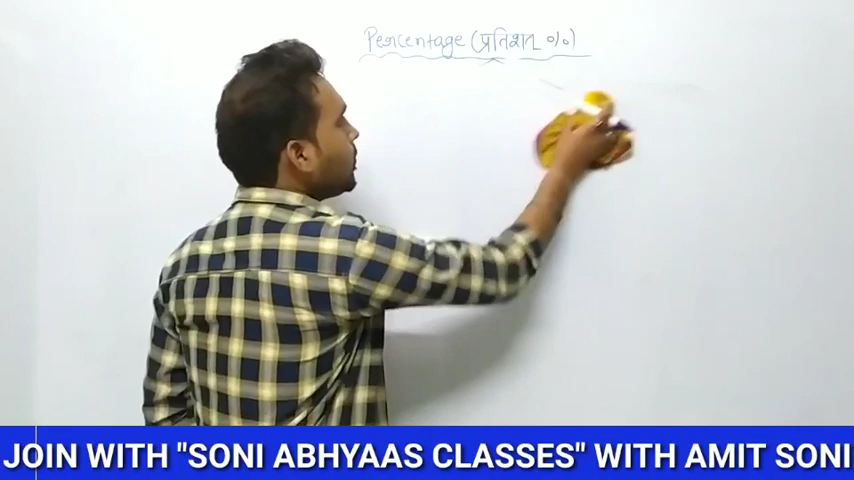 Percentage (प्रतिशत %)
JOIN WITH "SONI ABHYAAS CLASSES" WITH AMIT SONI